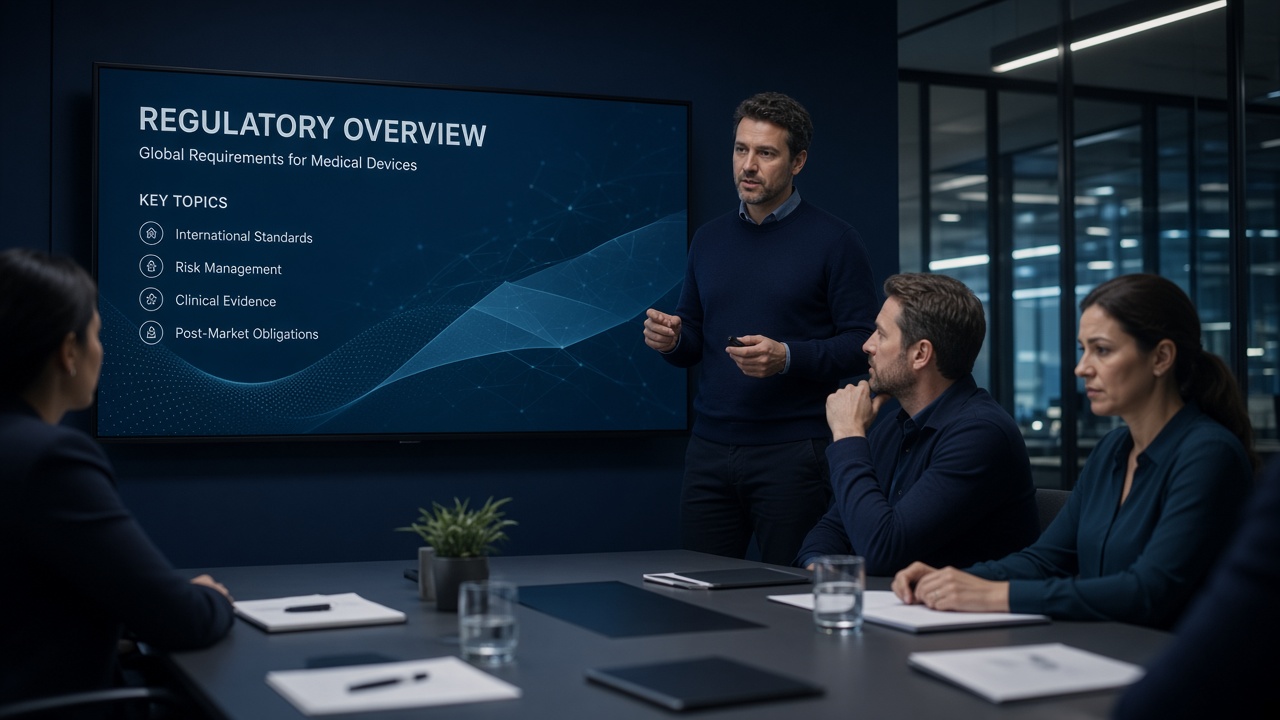 REGULATORY OVERVIEW
Global Requirements for Medical Devices
KEY TOPICS
International Standards
Risk Management
Clinical Evidence
Post-Market Obligations